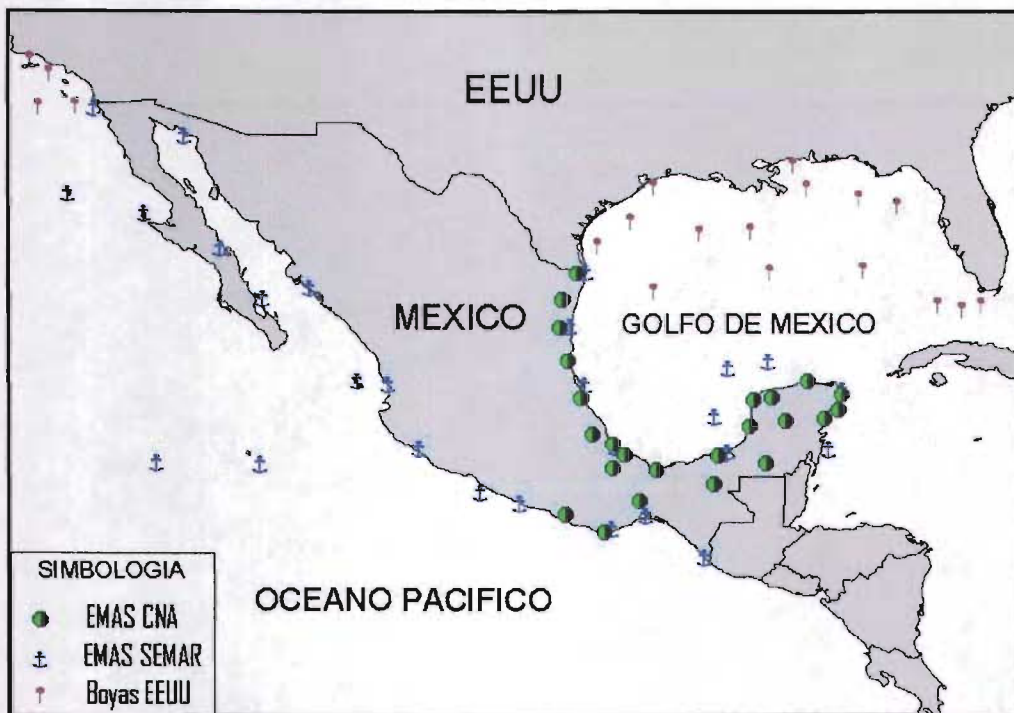 EEUU
MEXICO
GOLFO DE MEXICO
OCEANO PACIFICO
SIMBOLOGIA
EMAS CNA
EMAS SEMAR
Boyas EEUU